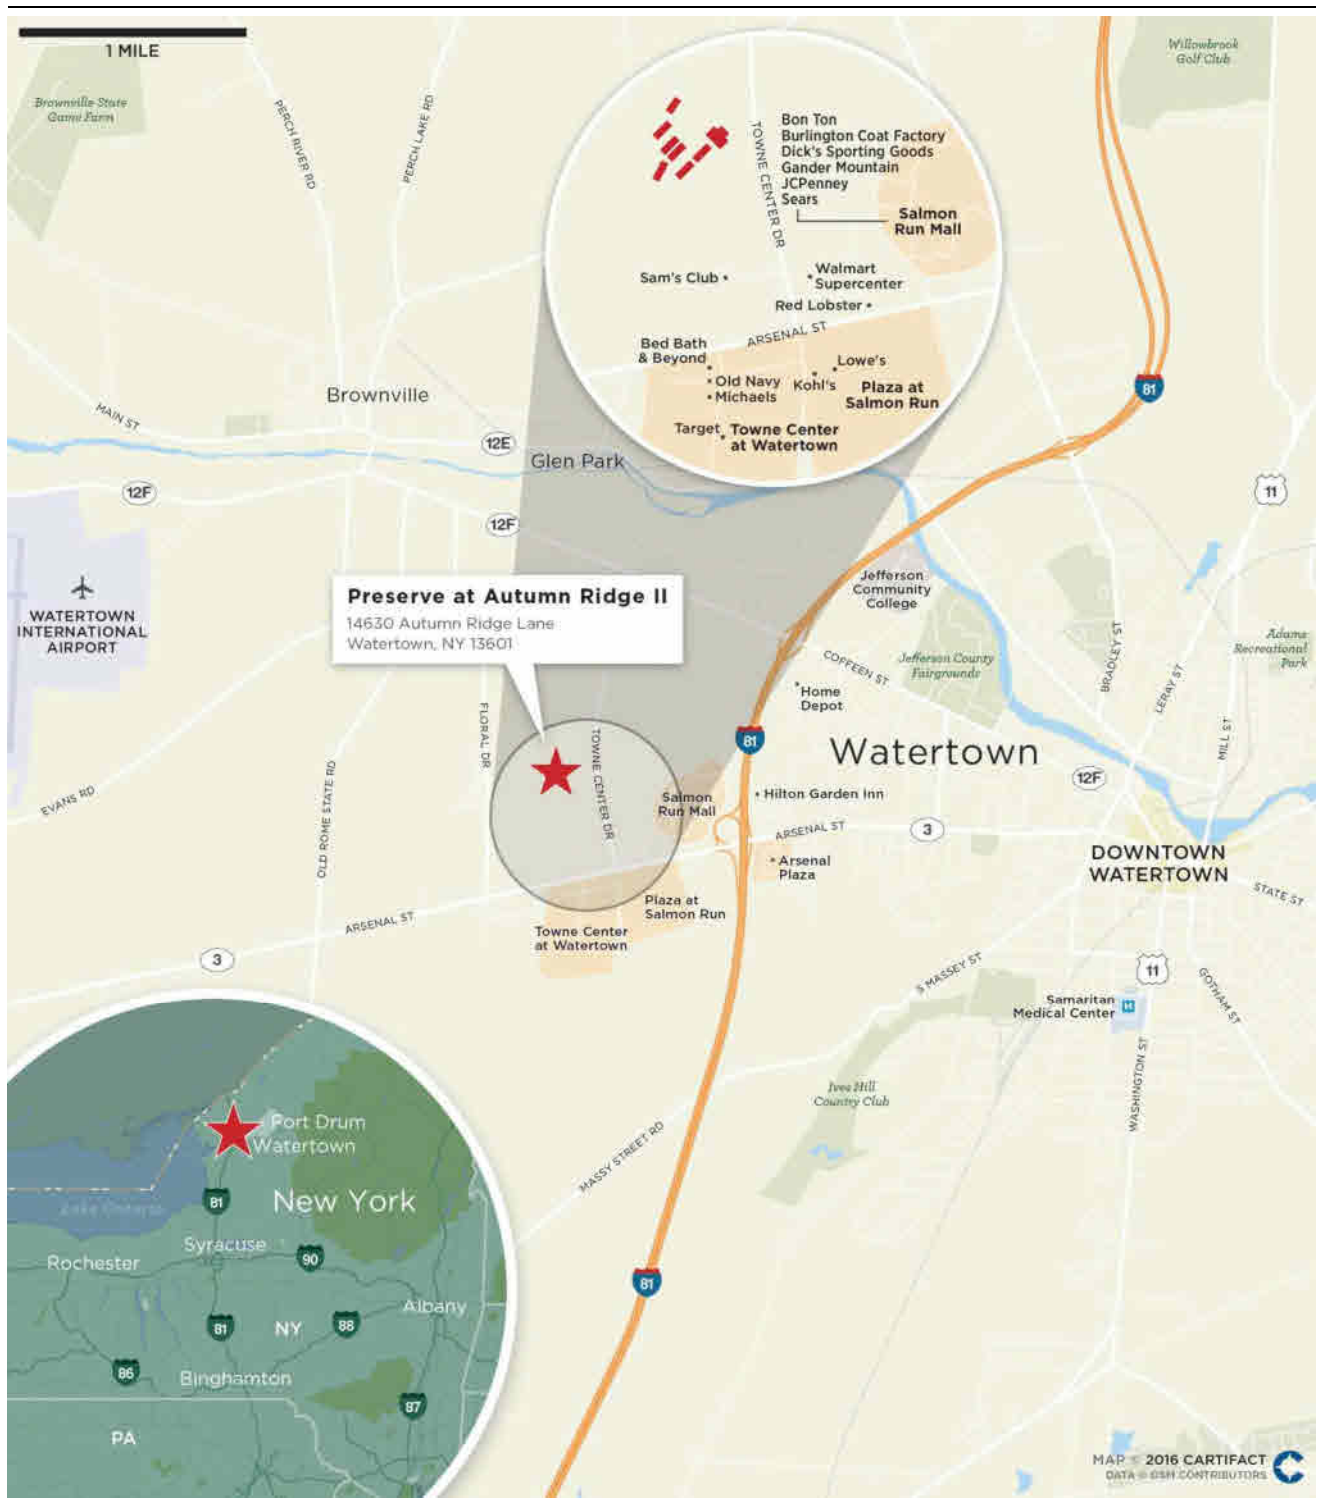 1 MILE
Brownville State
Game Farm
PERCH RIVER RD
PERCH LAKE RD
Willowbrook
Golf Club
TOWNE CENTER DR
Bon Ton
Burlington Coat Factory
Dick's Sporting Goods
Gander Mountain
JCPenney
Sears
Salmon
Run Mall
Sam's Club
Walmart
Supercenter
Red Lobster
ARSENAL ST
Bed Bath
& Beyond
Old Navy
Michaels
Kohl's
Lowe's
Plaza at
Salmon Run
Target
Towne Center
at Watertown
81
Brownville
MAIN ST
12E
Glen Park
12F
12F
11
WATERTOWN
INTERNATIONAL
AIRPORT
Preserve at Autumn Ridge II
14630 Autumn Ridge Lane
Watertown, NY 13601
Jefferson
Community
College
COFFEEN ST
Jefferson County
Fairgrounds
BRADLEY ST
LERAY ST
MILL ST
Adams
Recreational
Park
Home
Depot
FLORAL DR
TOWNE CENTER DR
81
Watertown
12F
EVANS RD
OLD ROME STATE RD
Salmon
Run Mall
Hilton Garden Inn
ARSENAL ST
3
Arsenal
Plaza
DOWNTOWN
WATERTOWN
STATE ST
ARSENAL ST
Plaza at
Salmon Run
Towne Center
at Watertown
3
S MASSEY ST
11
GOTHAM ST
Samaritan
Medical Center
H
WASHINGTON ST
Ives Hill
Country Club
MASSY STREET RD
Fort Drum
Watertown
81
New York
Lake Ontario
Syracuse
90
Rochester
Albany
81
NY
88
86
Binghamton
87
PA
81
MAP © 2016 CARTIFACT
DATA © OSM CONTRIBUTORS